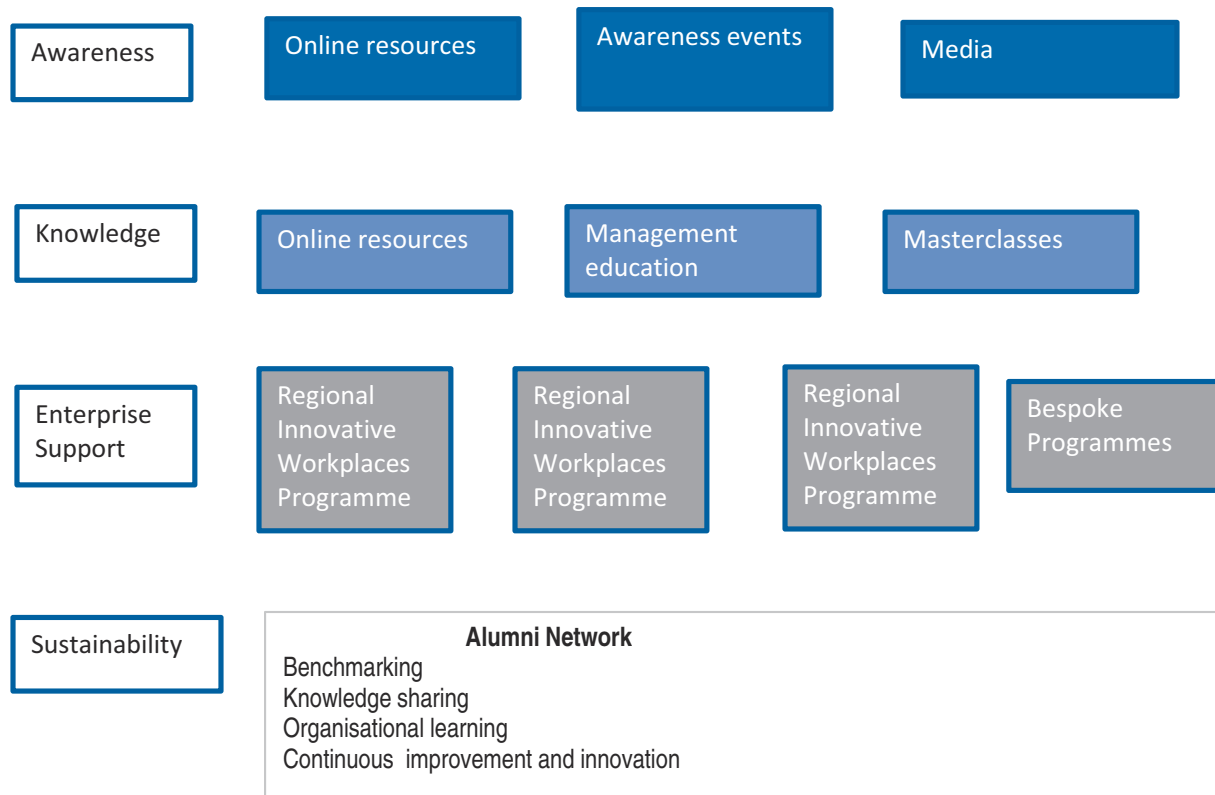 Awareness
Online resources
Awareness events
Media
Knowledge
Online resources
Management
education
Masterclasses
Enterprise
Support
Regional
Innovative
Workplaces
Programme
Regional
Innovative
Workplaces
Programme
Regional
Innovative
Workplaces
Programme
Bespoke
Programmes
Sustainability
Alumni Network
Benchmarking
Knowledge sharing
Organisational learning
Continuous  improvement and innovation